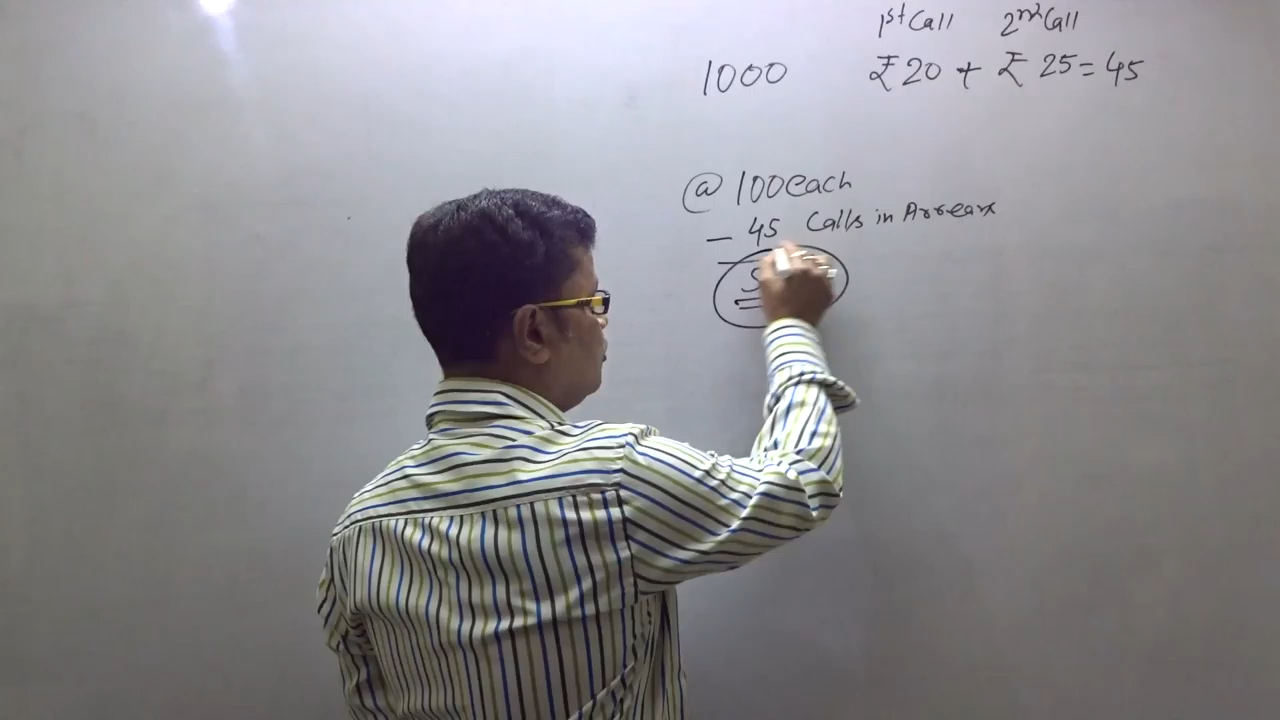 1st Call 2nd Call
1000 ₹ 20 + ₹ 25 = 45
@ 100 each
- 45 Calls in Arrears